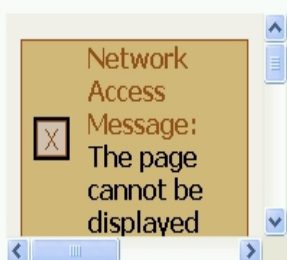 Network
Access
Message:
The page
cannot be
displayed